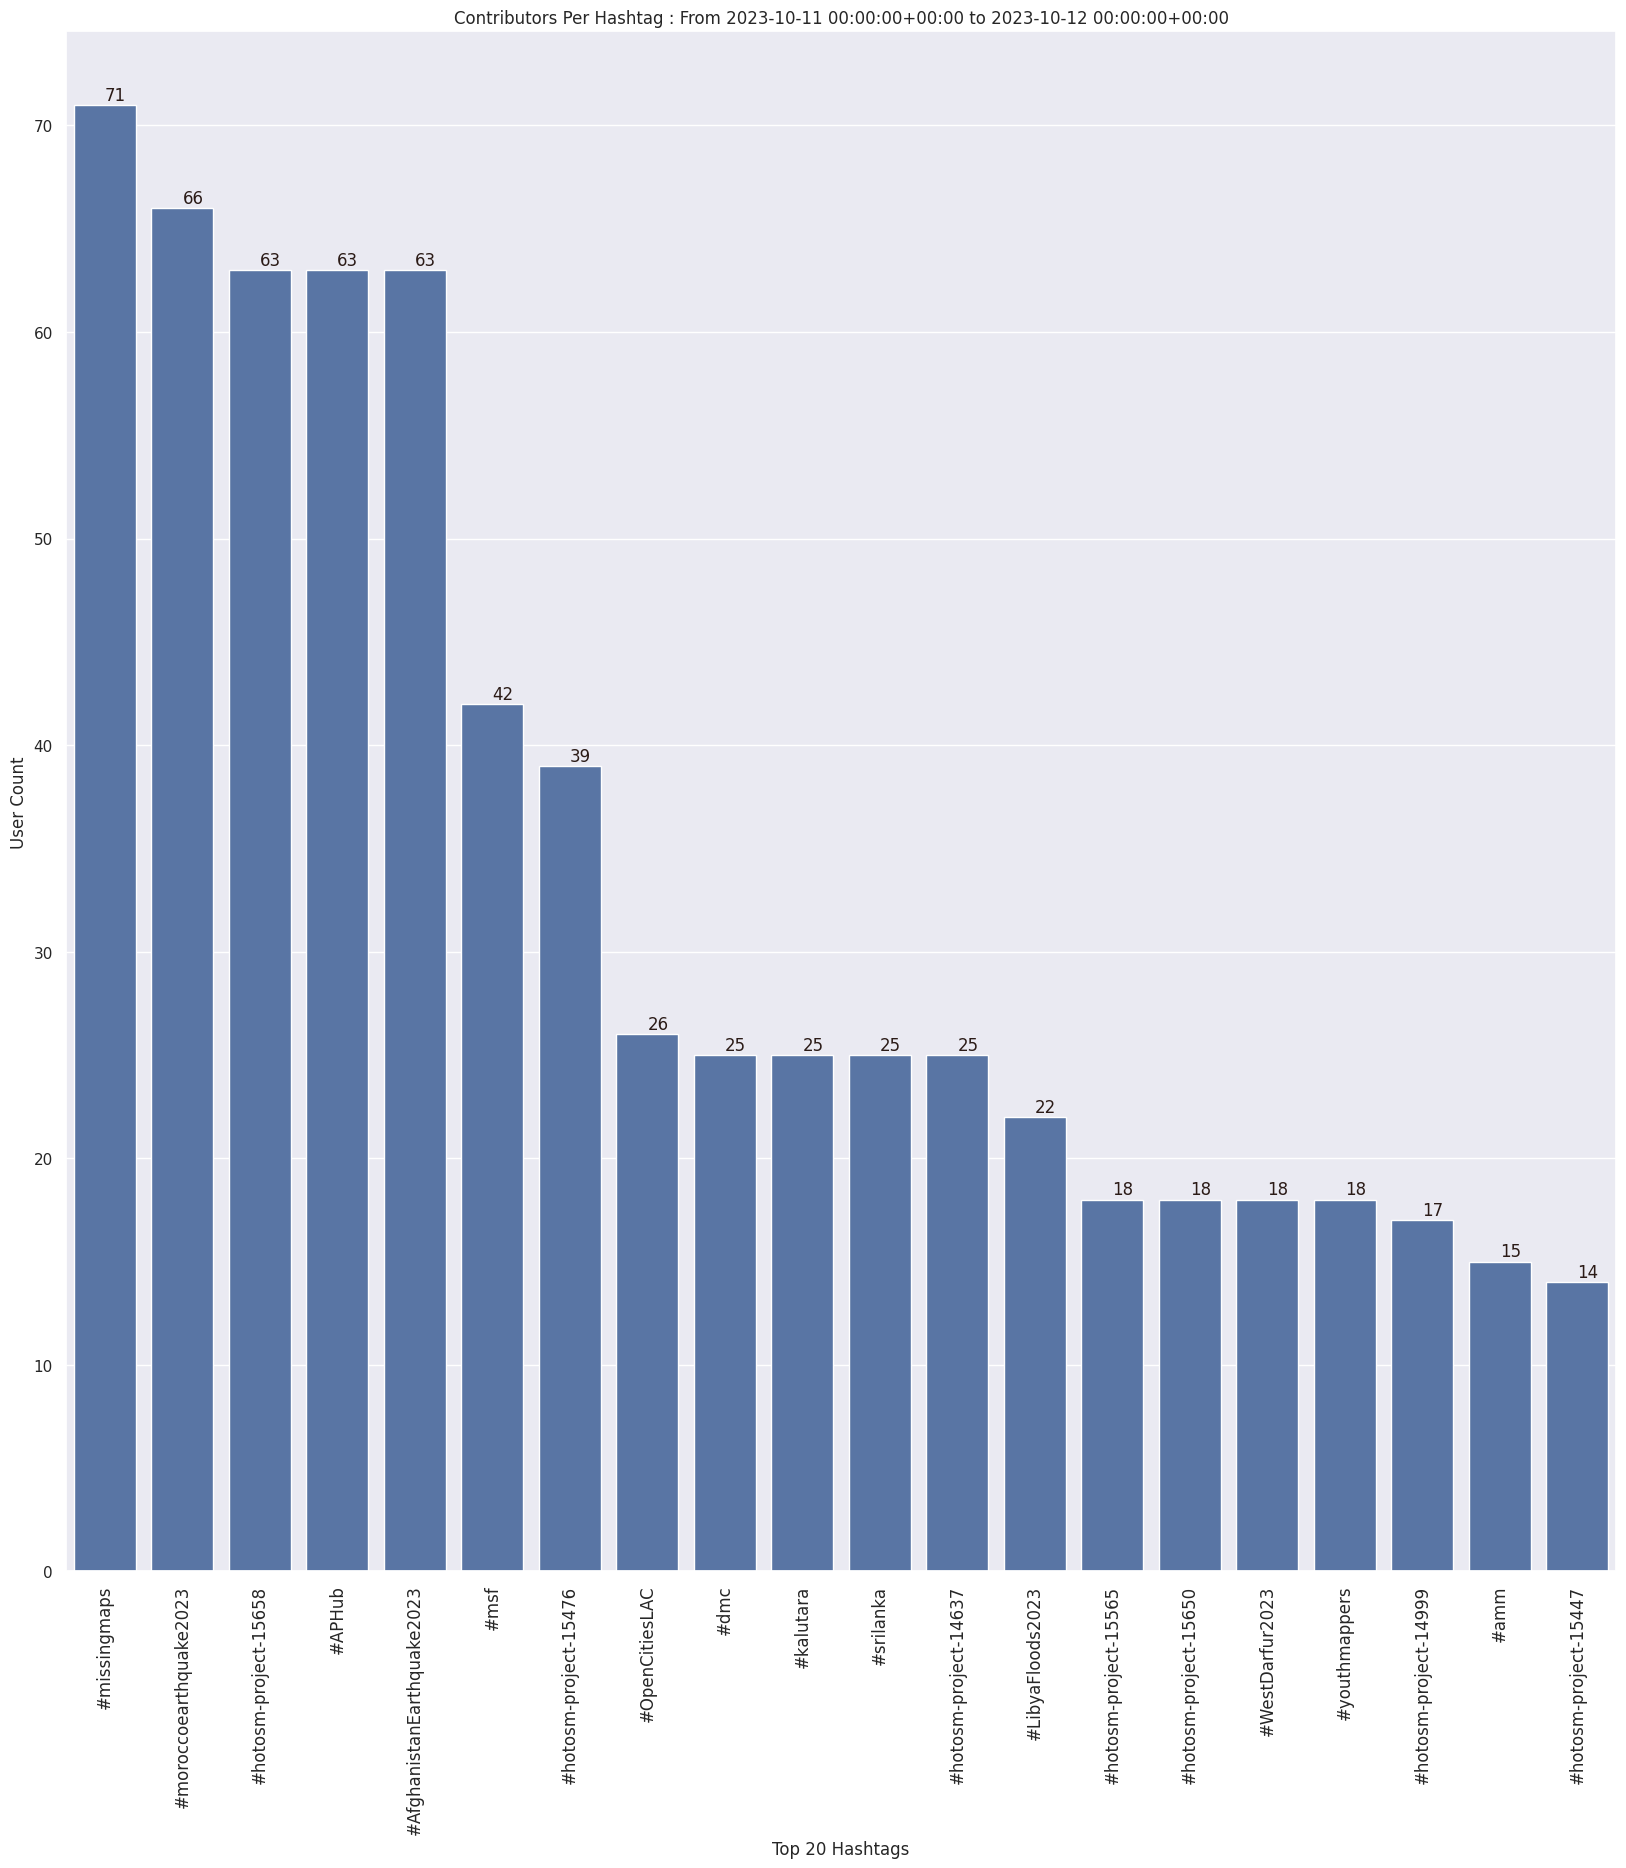 Contributors Per Hashtag : From 2023-10-11 00:00:00+00:00 to 2023-10-12 00:00:00+00:00
User Count
70
60
50
40
30
20
10
0
71
66
63
63
63
42
39
26
25
25
25
25
22
18
18
18
18
17
15
14
#missingmaps
#moroccoearthquake2023
#hotosm-project-15658
#APHub
#AfghanistanEarthquake2023
#msf
#hotosm-project-15476
#OpenCitiesLAC
#dmc
#kalutara
#srilanka
#hotosm-project-14637
#LibyaFloods2023
#hotosm-project-15565
#hotosm-project-15650
#WestDarfur2023
#youthmappers
#hotosm-project-14999
#amm
#hotosm-project-15447
Top 20 Hashtags